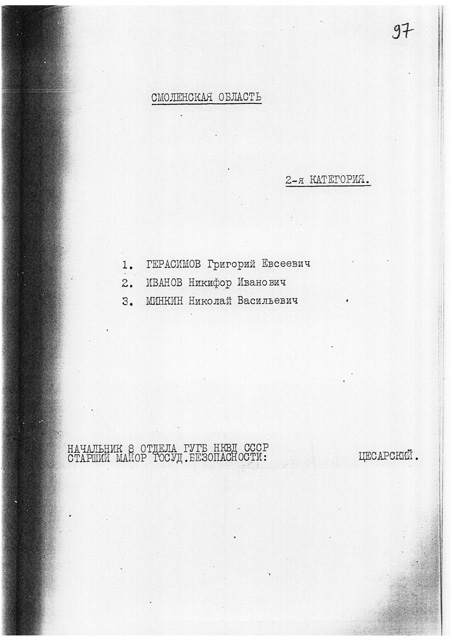 97
СМОЛЕНСКАЯ ОБЛАСТЬ
2-я КАТЕГОРИЯ.
1. ГЕРАСИМОВ Григорий Евсеевич
2. ИВАНОВ Никифор Иванович
3. МИНКИН Николай Васильевич
НАЧАЛЬНИК 8 ОТДЕЛА ГУГБ НКВД СССР
СТАРШИЙ МАЙОР ГОСУД.БЕЗОПАСНОСТИ: ЦЕСАРСКИЙ.